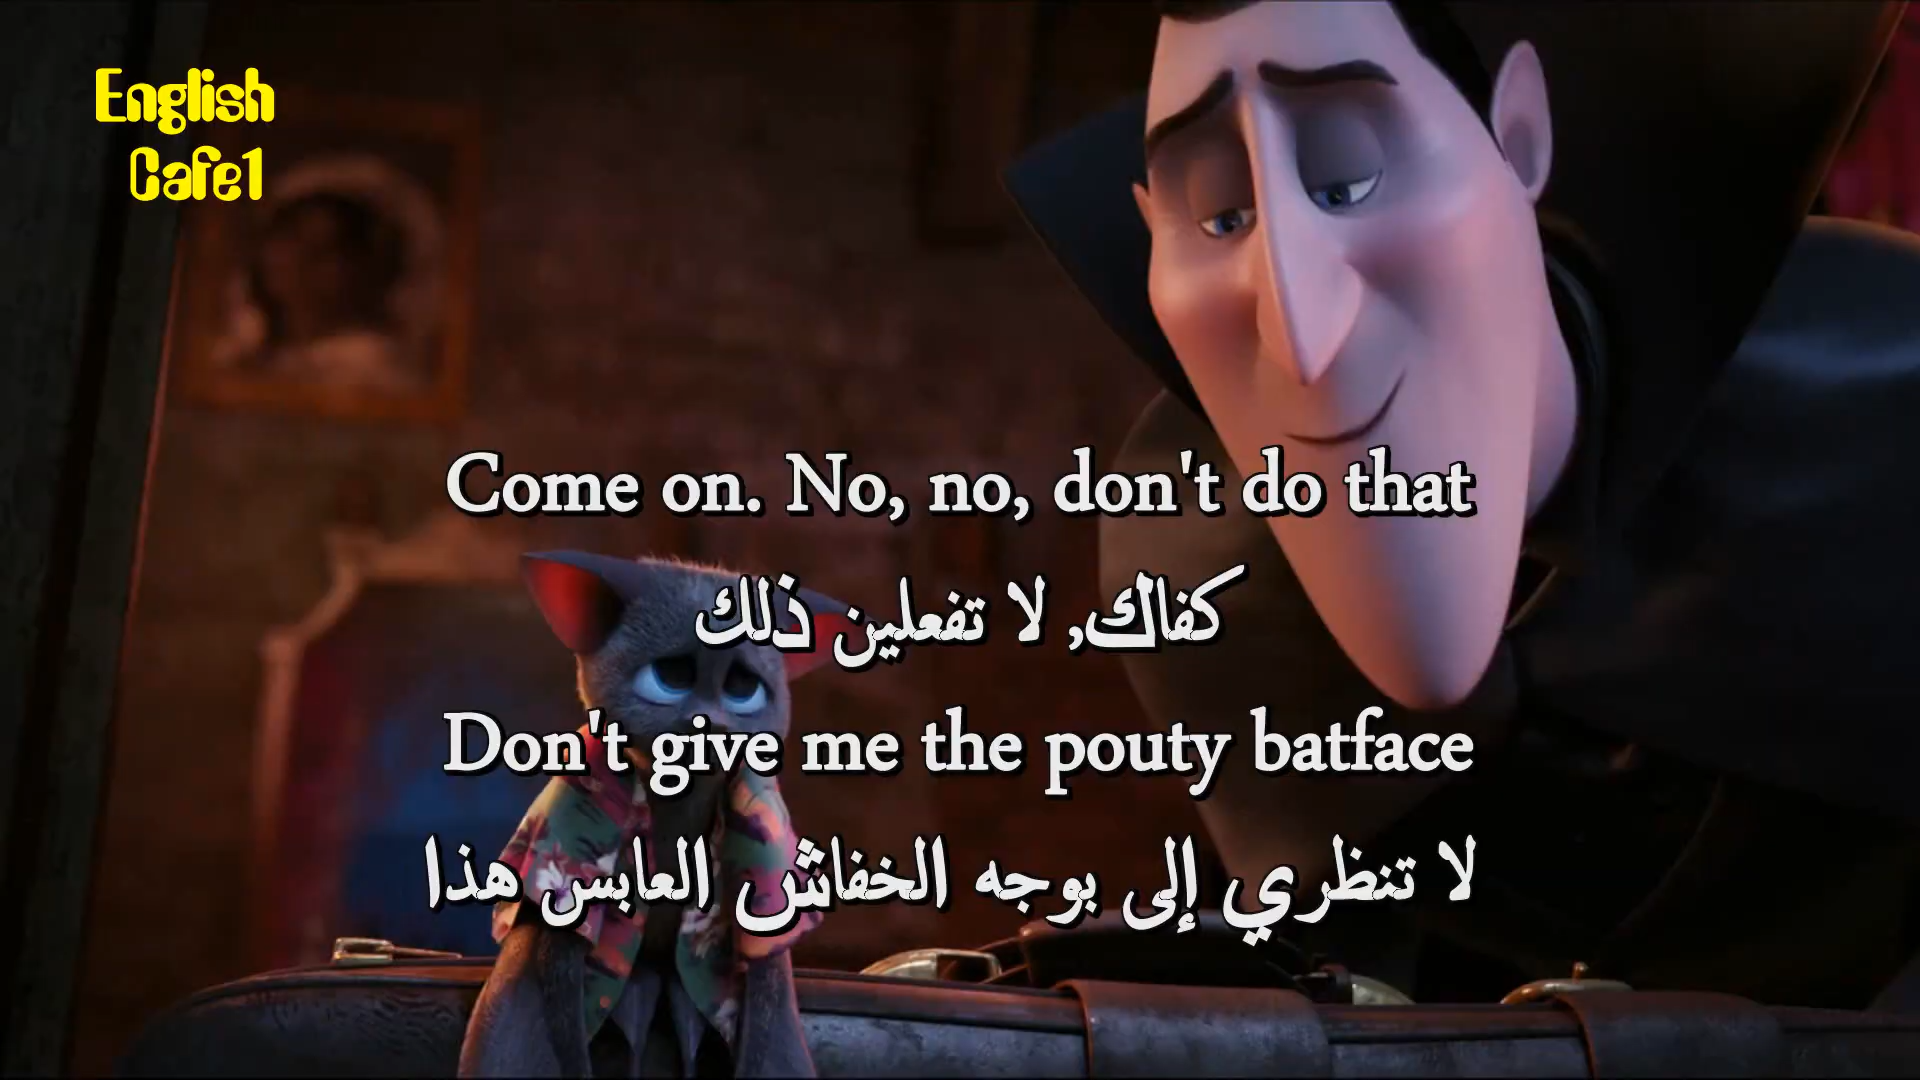 English
Cafe1
Come on. No, no, don't do that
كفاك, لا تفعلين ذلك
Don't give me the pouty batface
لا تنظري إلى بوجه الخفاش العابس هذا